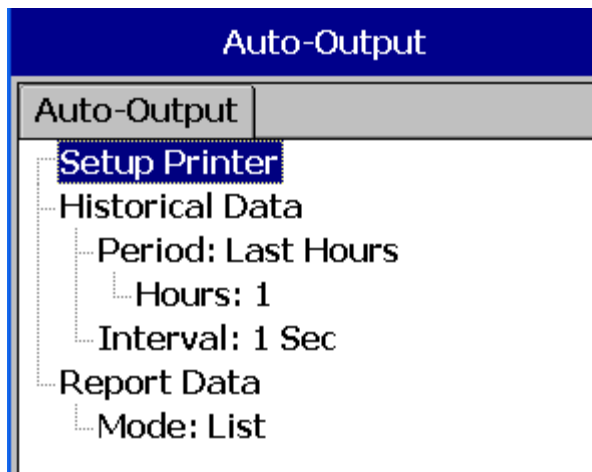 Auto-Output
Auto-Output
Setup Printer
Historical Data
Period: Last Hours
Hours: 1
Interval: 1 Sec
Report Data
Mode: List